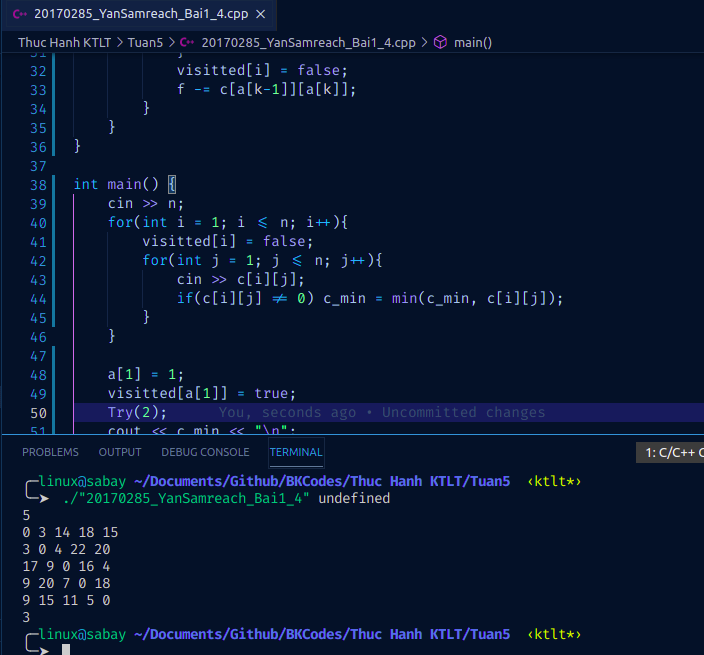 20170285_YanSamreach_Bai1_4.cpp ×
Thuc Hanh KTLT > Tuan5 > 20170285_YanSamreach_Bai1_4.cpp > main()
31 }
32 visitted[i] = false;
33 f -= c[a[k-1]][a[k]];
34 }
35 }
36 }
37
38 int main() {
39 cin >> n;
40 for(int i = 1; i <= n; i++){
41 visitted[i] = false;
42 for(int j = 1; j <= n; j++){
43 cin >> c[i][j];
44 if(c[i][j] != 0) c_min = min(c_min, c[i][j]);
45 }
46 }
47
48 a[1] = 1;
49 visitted[a[1]] = true;
50 Try(2); You, seconds ago • Uncommitted changes
51 cout << c_min << "\n";
PROBLEMS OUTPUT DEBUG CONSOLE TERMINAL 1: C/C++ C
linux@sabay ~/Documents/Github/BKCodes/Thuc Hanh KTLT/Tuan5 ‹ktlt*›
./"20170285_YanSamreach_Bai1_4" undefined
5
0 3 14 18 15
3 0 4 22 20
17 9 0 16 4
9 20 7 0 18
9 15 11 5 0
3
linux@sabay ~/Documents/Github/BKCodes/Thuc Hanh KTLT/Tuan5 ‹ktlt*›